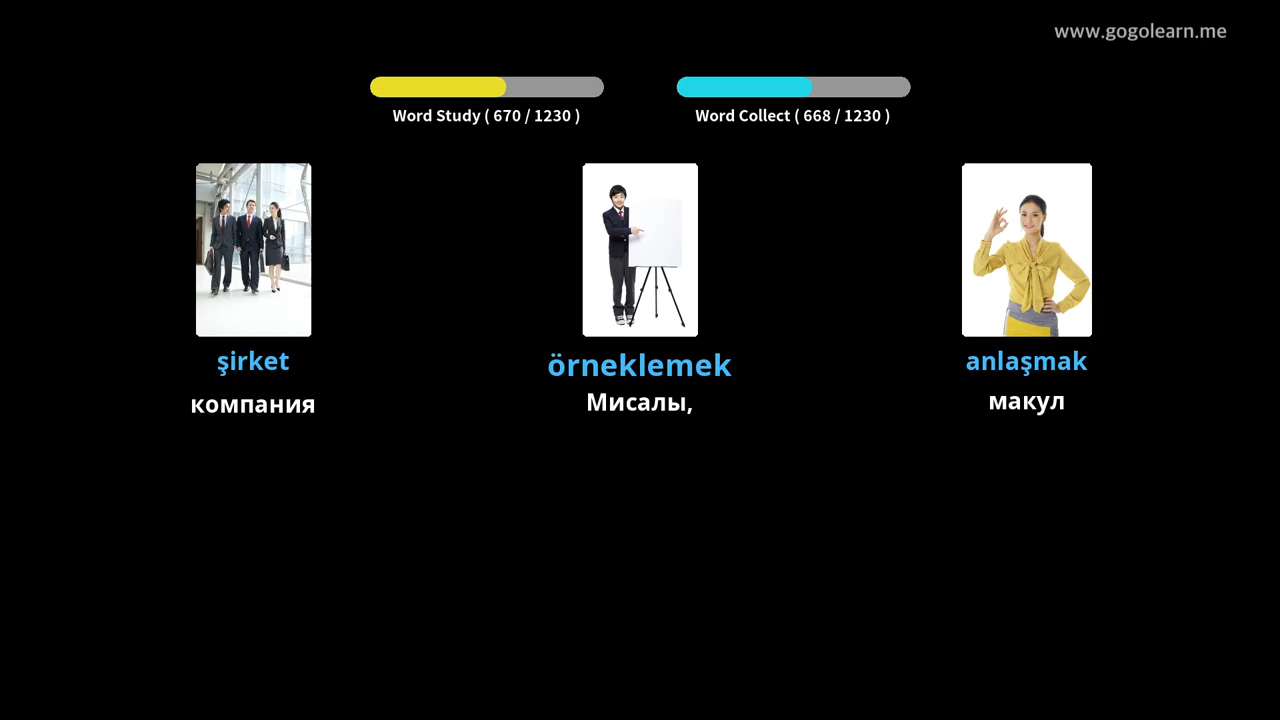 www.gogolearn.me
Word Study ( 670 / 1230 )
Word Collect ( 668 / 1230 )
şirket
örneklemek
anlaşmak
компания
Мисалы,
макул